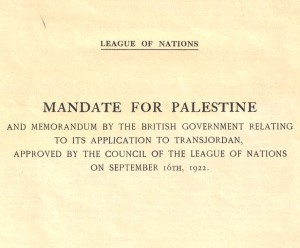 LEAGUE OF NATIONS
MANDATE FOR PALESTINE
AND MEMORANDUM BY THE BRITISH GOVERNMENT RELATING
TO ITS APPLICATION TO TRANSJORDAN,
APPROVED BY THE COUNCIL OF THE LEAGUE OF NATIONS
ON SEPTEMBER 16TH, 1922.